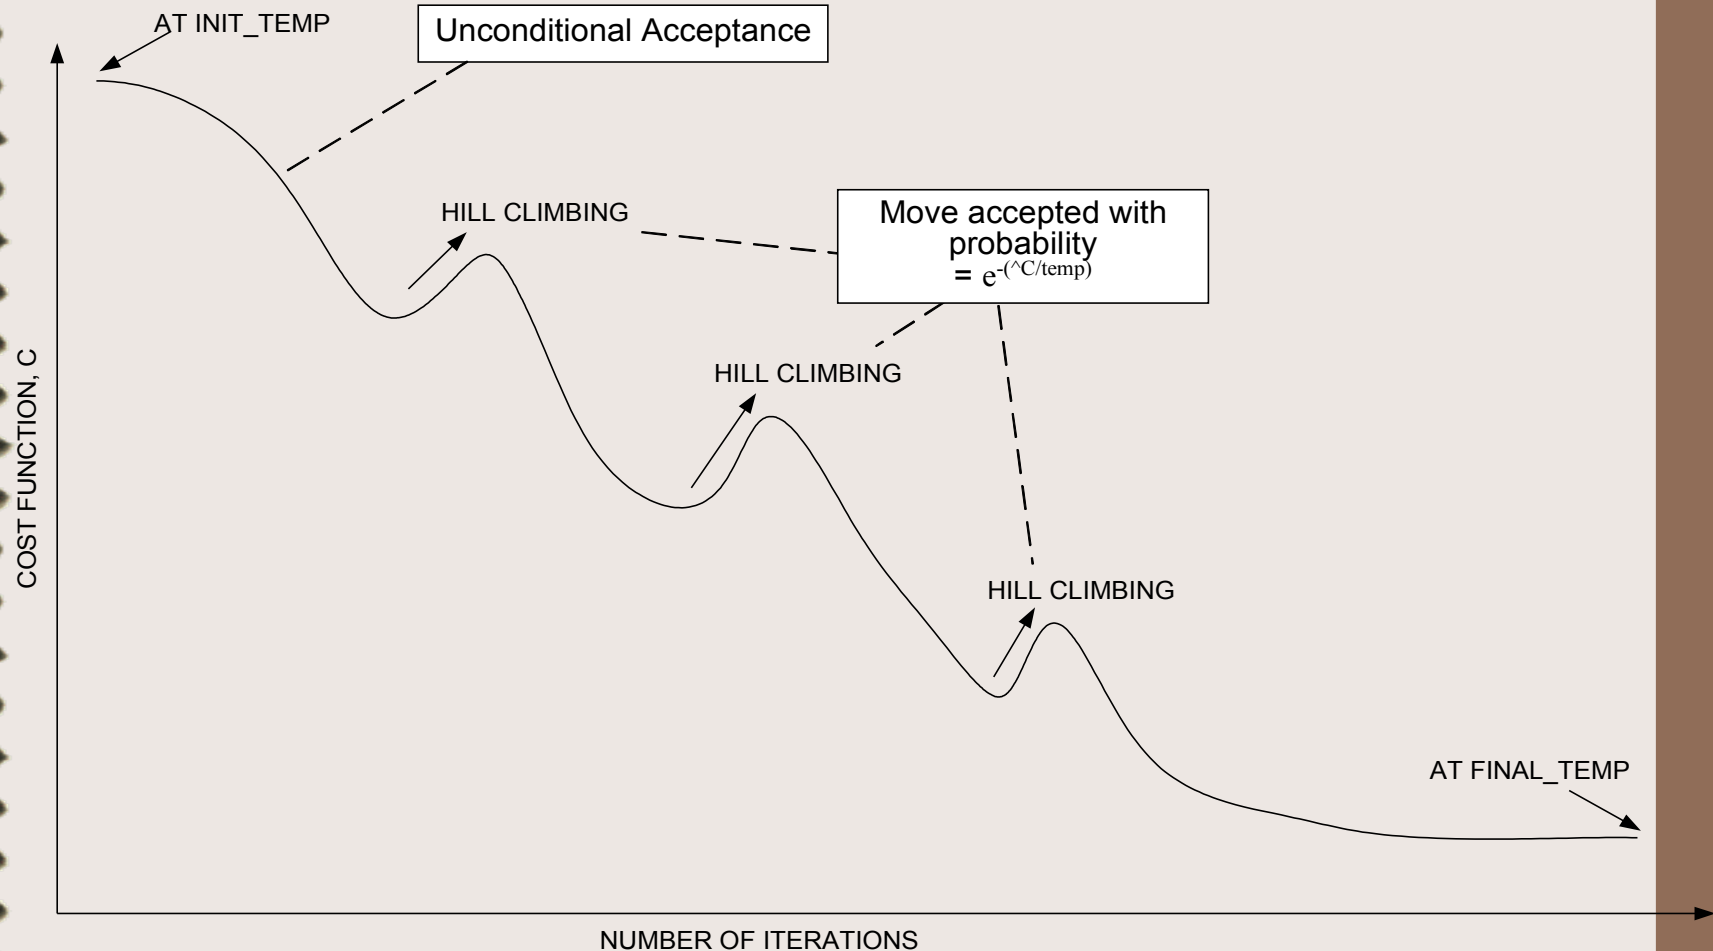 AT INIT_TEMP
Unconditional Acceptance
HILL CLIMBING
Move accepted with
probability
= e-(^C/temp)
HILL CLIMBING
COST FUNCTION, C
HILL CLIMBING
AT FINAL_TEMP
NUMBER OF ITERATIONS